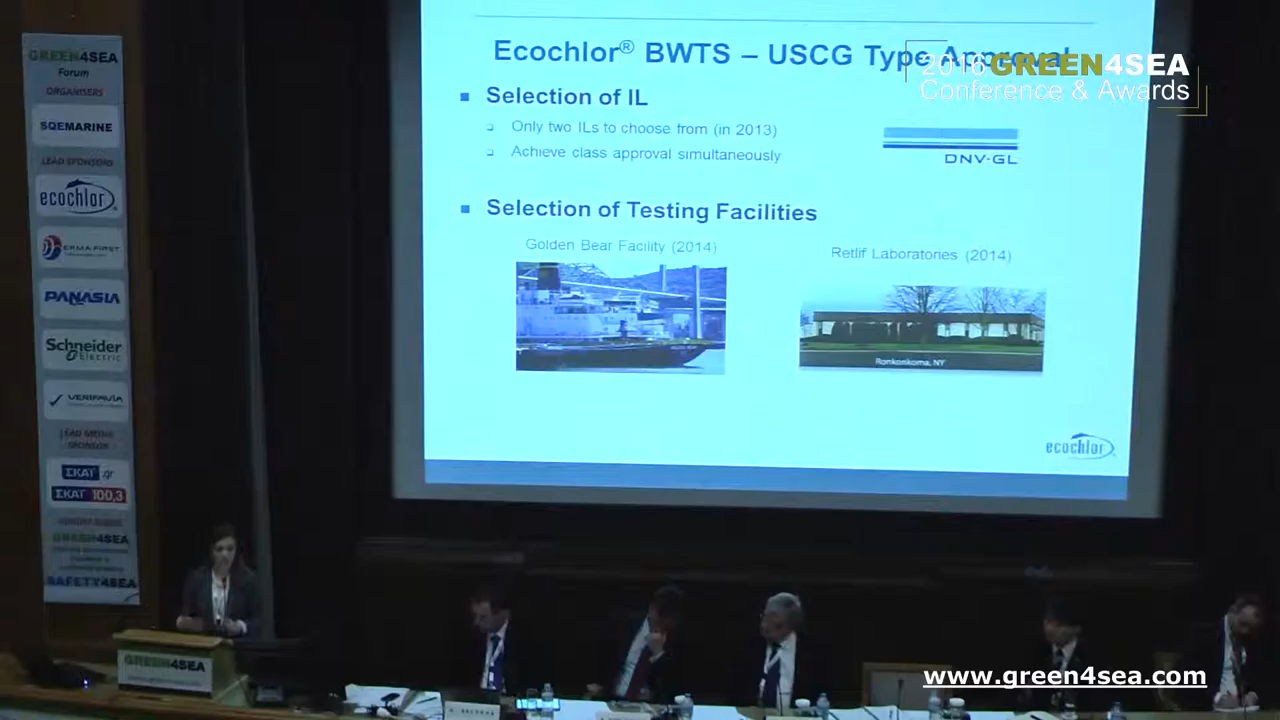 GREEN4SEA
Forum
ORGANISERS
SQEMARINE
LEAD SPONSORS
ecochlor
ERMA FIRST
PANASIA
Schneider
Electric
VERIFAVIA
LEAD MEDIA
SPONSOR
ΣΚΑΪ.gr
ΣΚΑΪ 100,3
GREEN4SEA
SAFETY4SEA
Ecochlor® BWTS – USCG Type Approval
2016 GREEN4SEA
Conference & Awards
Selection of IL
Only two ILs to choose from (in 2013)
Achieve class approval simultaneously
DNV·GL
Selection of Testing Facilities
Golden Bear Facility (2014)
Retlif Laboratories (2014)
Ronkonkoma, NY
ecochlor
GREEN4SEA
www.green4sea.com